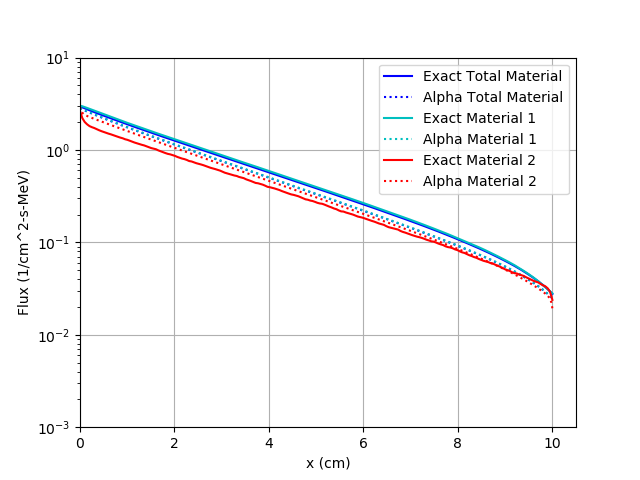 Flux (1/cm^2-s-MeV)
10^1
10^0
10^-1
10^-2
10^-3
0
2
4
6
8
10
x (cm)
Exact Total Material
Alpha Total Material
Exact Material 1
Alpha Material 1
Exact Material 2
Alpha Material 2